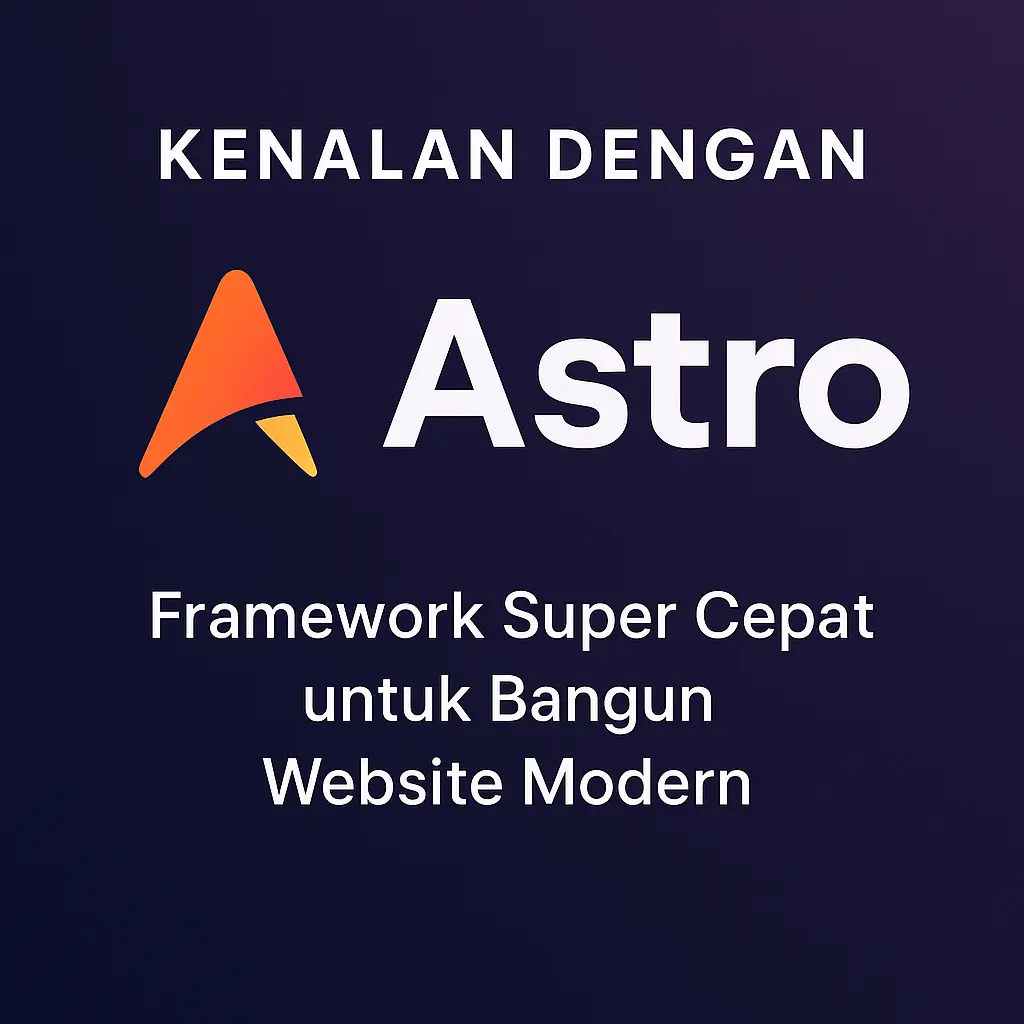 KENALAN DENGAN
Astro
Framework Super Cepat
untuk Bangun
Website Modern